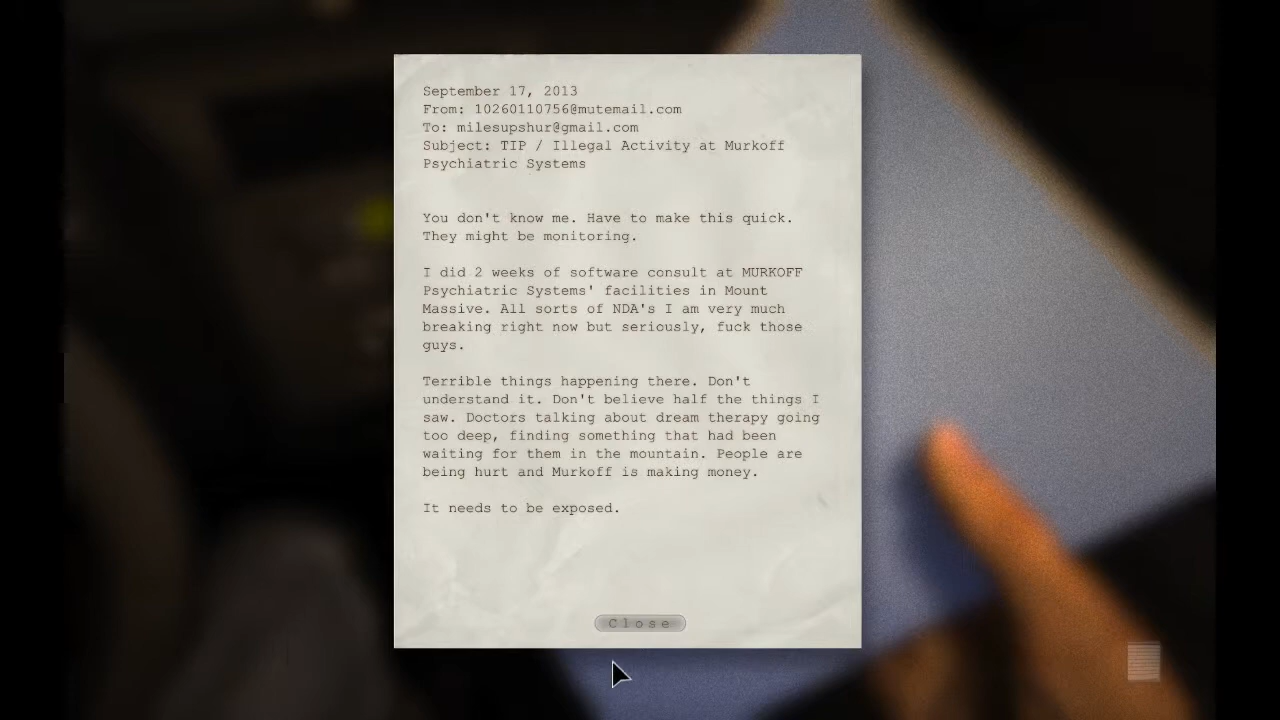 September 17, 2013
From: 10260110756@mutemail.com
To: milesupshur@gmail.com
Subject: TIP / Illegal Activity at Murkoff
Psychiatric Systems
You don't know me. Have to make this quick.
They might be monitoring.
I did 2 weeks of software consult at MURKOFF
Psychiatric Systems' facilities in Mount
Massive. All sorts of NDA's I am very much
breaking right now but seriously, fuck those
guys.
Terrible things happening there. Don't
understand it. Don't believe half the things I
saw. Doctors talking about dream therapy going
too deep, finding something that had been
waiting for them in the mountain. People are
being hurt and Murkoff is making money.
It needs to be exposed.
Close